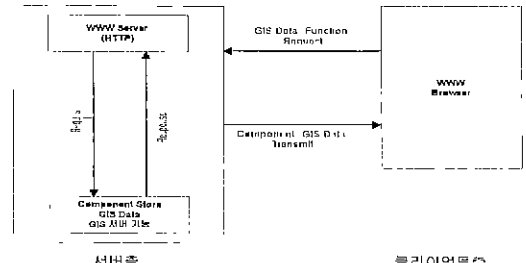 WWW Server
(HTTP)
GIS Data Function
Request
WWW
Browser
Response
Component GIS Data
Transmit
Component Store
GIS Data
GIS 서버 기능
서버측
클라이언트측